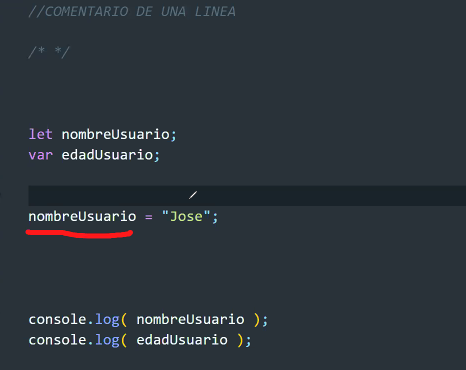 //COMENTARIO DE UNA LINEA
/* */
let nombreUsuario;
var edadUsuario;
nombreUsuario = "Jose";
console.log( nombreUsuario );
console.log( edadUsuario );